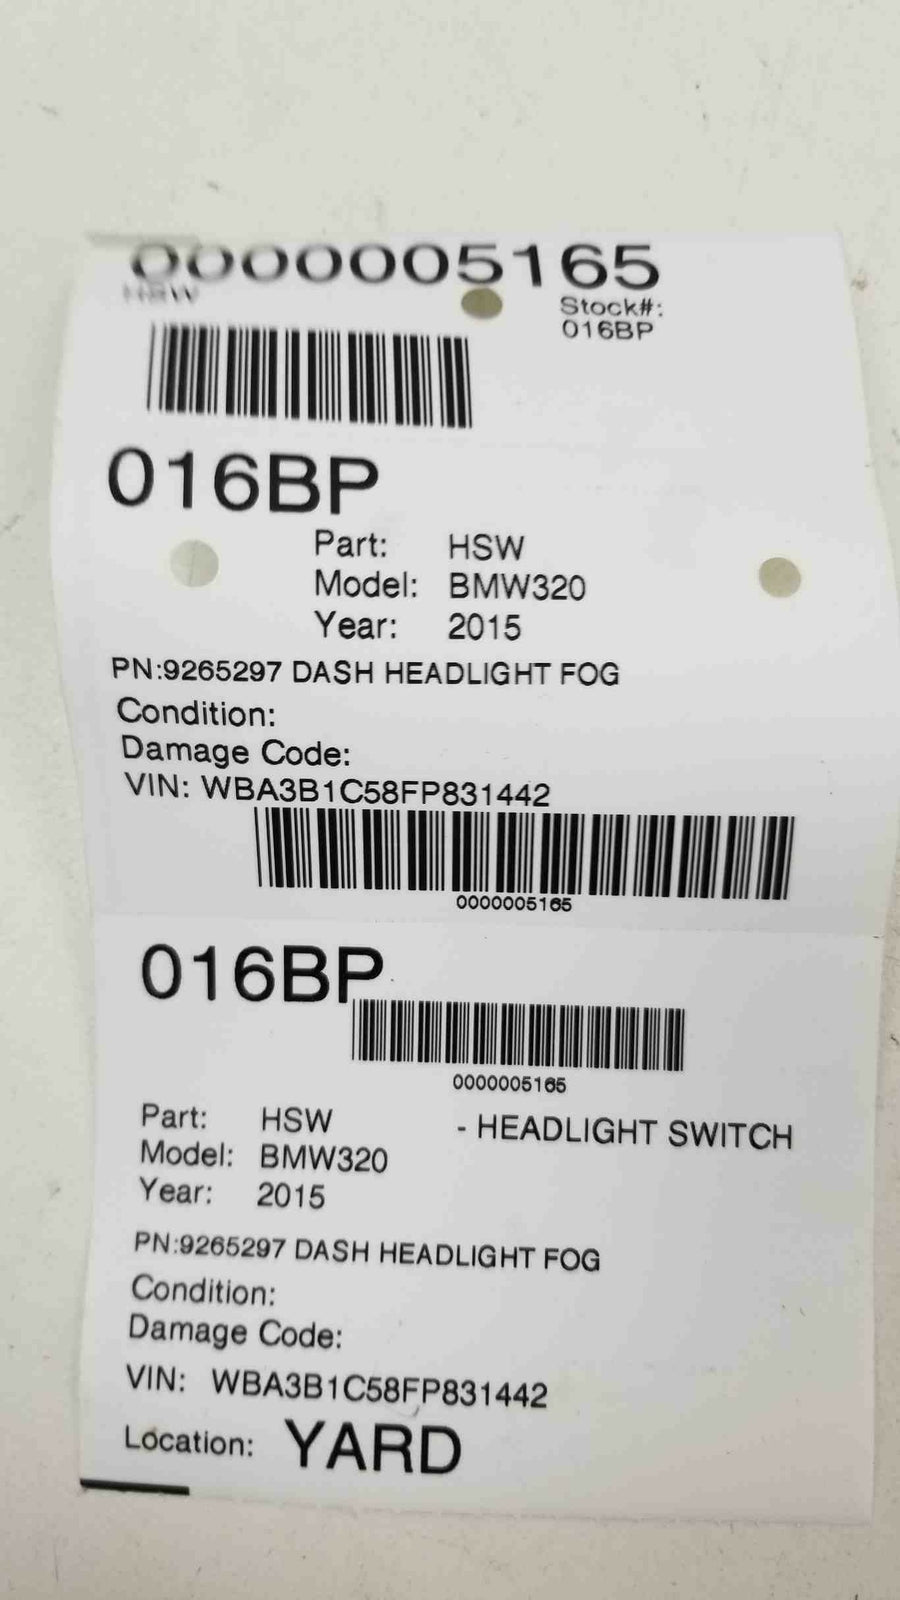 0000005165
HSW
Stock#:
016BP
016BP
Part: HSW
Model: BMW320
Year: 2015
PN:9265297 DASH HEADLIGHT FOG
Condition:
Damage Code:
VIN: WBA3B1C58FP831442
0000005165
016BP
0000005165
Part: HSW - HEADLIGHT SWITCH
Model: BMW320
Year: 2015
PN:9265297 DASH HEADLIGHT FOG
Condition:
Damage Code:
VIN: WBA3B1C58FP831442
Location: YARD